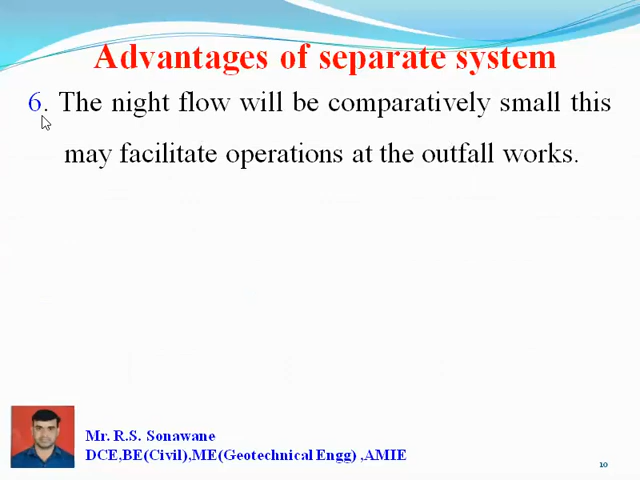 Advantages of separate system
6. The night flow will be comparatively small this
may facilitate operations at the outfall works.
Mr. R.S. Sonawane
DCE,BE(Civil),ME(Geotechnical Engg) ,AMIE
10